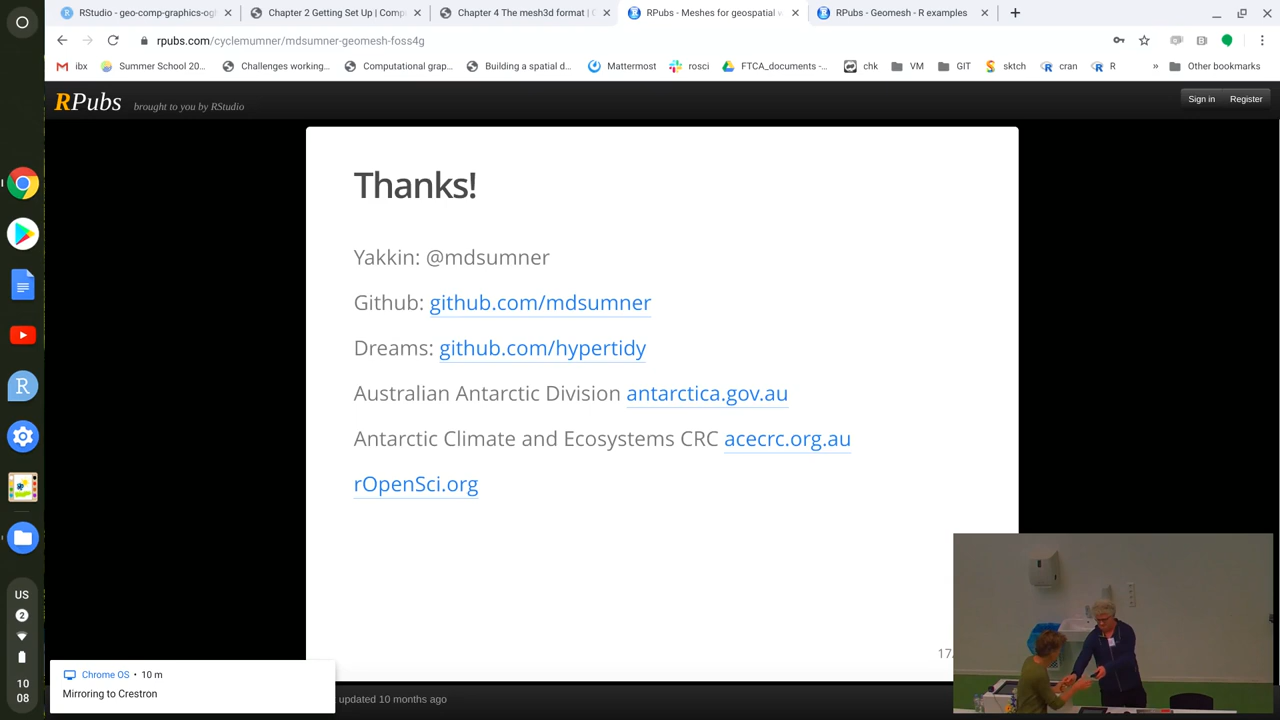 RStudio - geo-comp-graphics-ogh
Chapter 2 Getting Set Up | Comp
Chapter 4 The mesh3d format | C
RPubs - Meshes for geospatial w
RPubs - Geomesh - R examples
rpubs.com/cyclemumner/mdsumner-geomesh-foss4g
ibx
Summer School 20...
Challenges working...
Computational grap...
Building a spatial d...
Mattermost
rosci
FTCA_documents -...
chk
VM
GIT
sktch
cran
R
»
Other bookmarks
RPubs brought to you by RStudio
Sign in
Register
Thanks!
Yakkin: @mdsumner
Github: github.com/mdsumner
Dreams: github.com/hypertidy
Australian Antarctic Division antarctica.gov.au
Antarctic Climate and Ecosystems CRC acecrc.org.au
rOpenSci.org
17
updated 10 months ago
Chrome OS • 10 m
Mirroring to Crestron
R
US
2
10
08